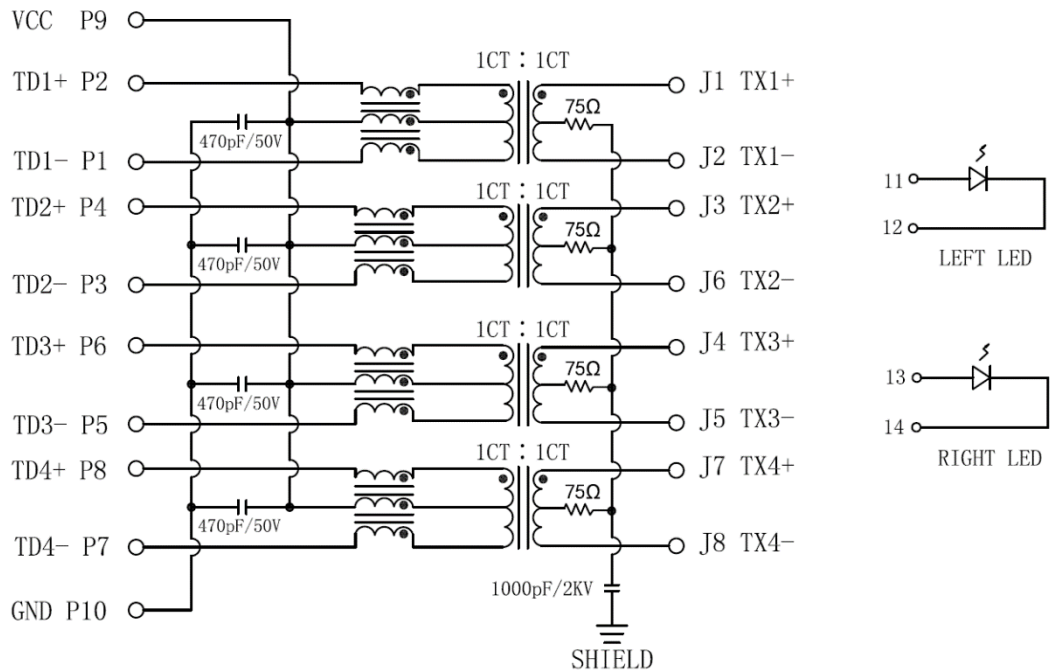 VCC P9
1CT：1CT
TD1+ P2
J1 TX1+
75Ω
470pF/50V
TD1- P1
J2 TX1-
1CT：1CT
TD2+ P4
J3 TX2+
75Ω
470pF/50V
TD2- P3
J6 TX2-
1CT：1CT
TD3+ P6
J4 TX3+
75Ω
470pF/50V
TD3- P5
J5 TX3-
1CT：1CT
TD4+ P8
J7 TX4+
75Ω
470pF/50V
TD4- P7
J8 TX4-
1000pF/2KV
GND P10
SHIELD
11
12
LEFT LED
13
14
RIGHT LED